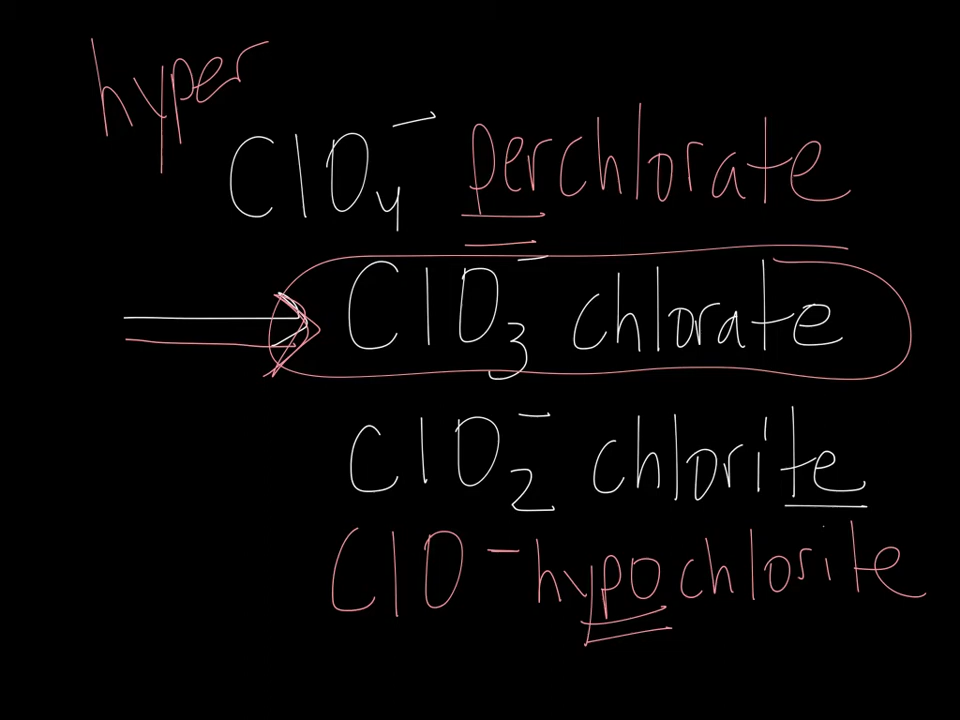 hyper
ClO₄⁻ perchlorate
ClO₃⁻ chlorate
ClO₂⁻ chlorite
ClO⁻ hypochlorite